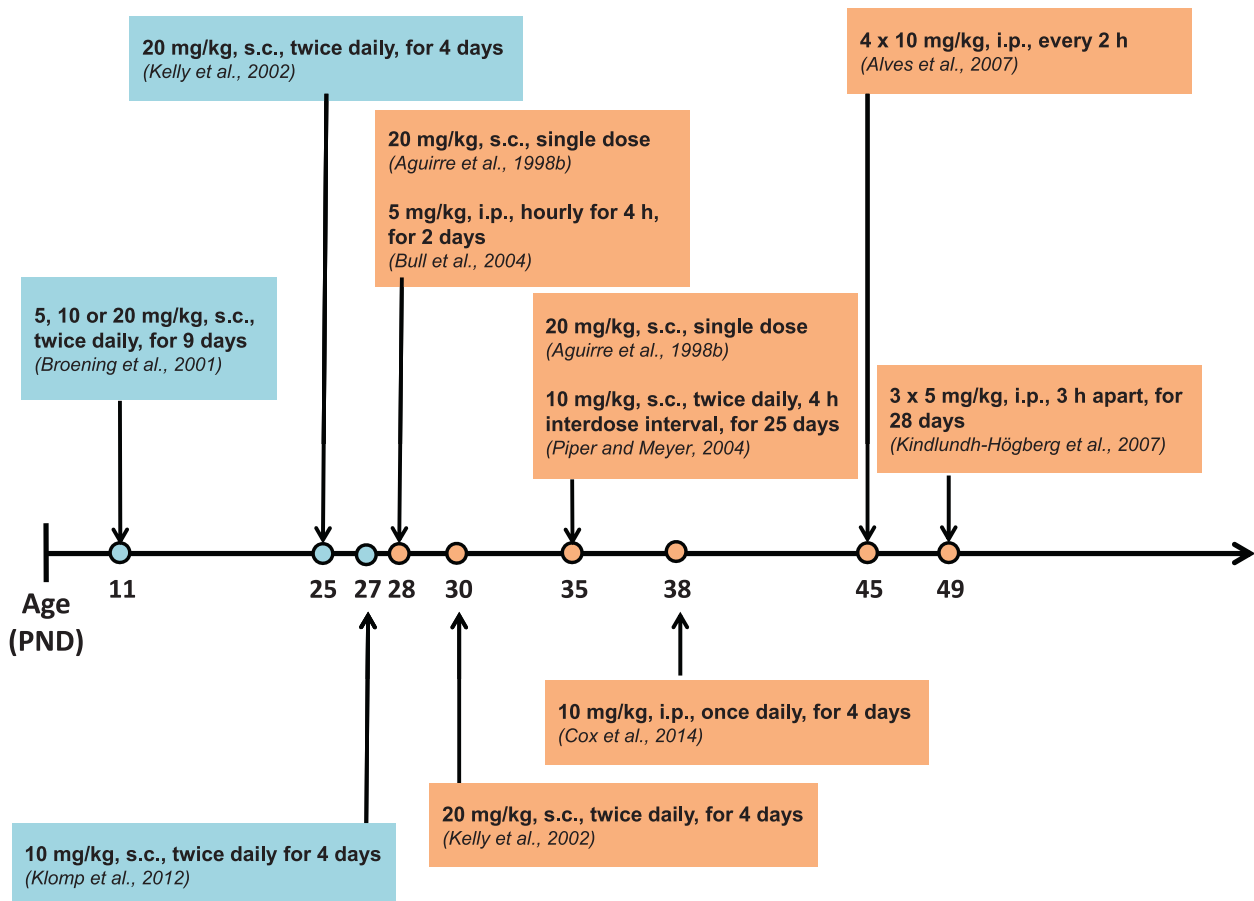 20 mg/kg, s.c., twice daily, for 4 days
(Kelly et al., 2002)
4 x 10 mg/kg, i.p., every 2 h
(Alves et al., 2007)
20 mg/kg, s.c., single dose
(Aguirre et al., 1998b)
5 mg/kg, i.p., hourly for 4 h,
for 2 days
(Bull et al., 2004)
5, 10 or 20 mg/kg, s.c.,
twice daily, for 9 days
(Broening et al., 2001)
20 mg/kg, s.c., single dose
(Aguirre et al., 1998b)
10 mg/kg, s.c., twice daily, 4 h
interdose interval, for 25 days
(Piper and Meyer, 2004)
3 x 5 mg/kg, i.p., 3 h apart, for
28 days
(Kindlundh-Högberg et al., 2007)
Age
(PND)
11
25
27
28
30
35
38
45
49
10 mg/kg, i.p., once daily, for 4 days
(Cox et al., 2014)
20 mg/kg, s.c., twice daily, for 4 days
(Kelly et al., 2002)
10 mg/kg, s.c., twice daily for 4 days
(Klomp et al., 2012)